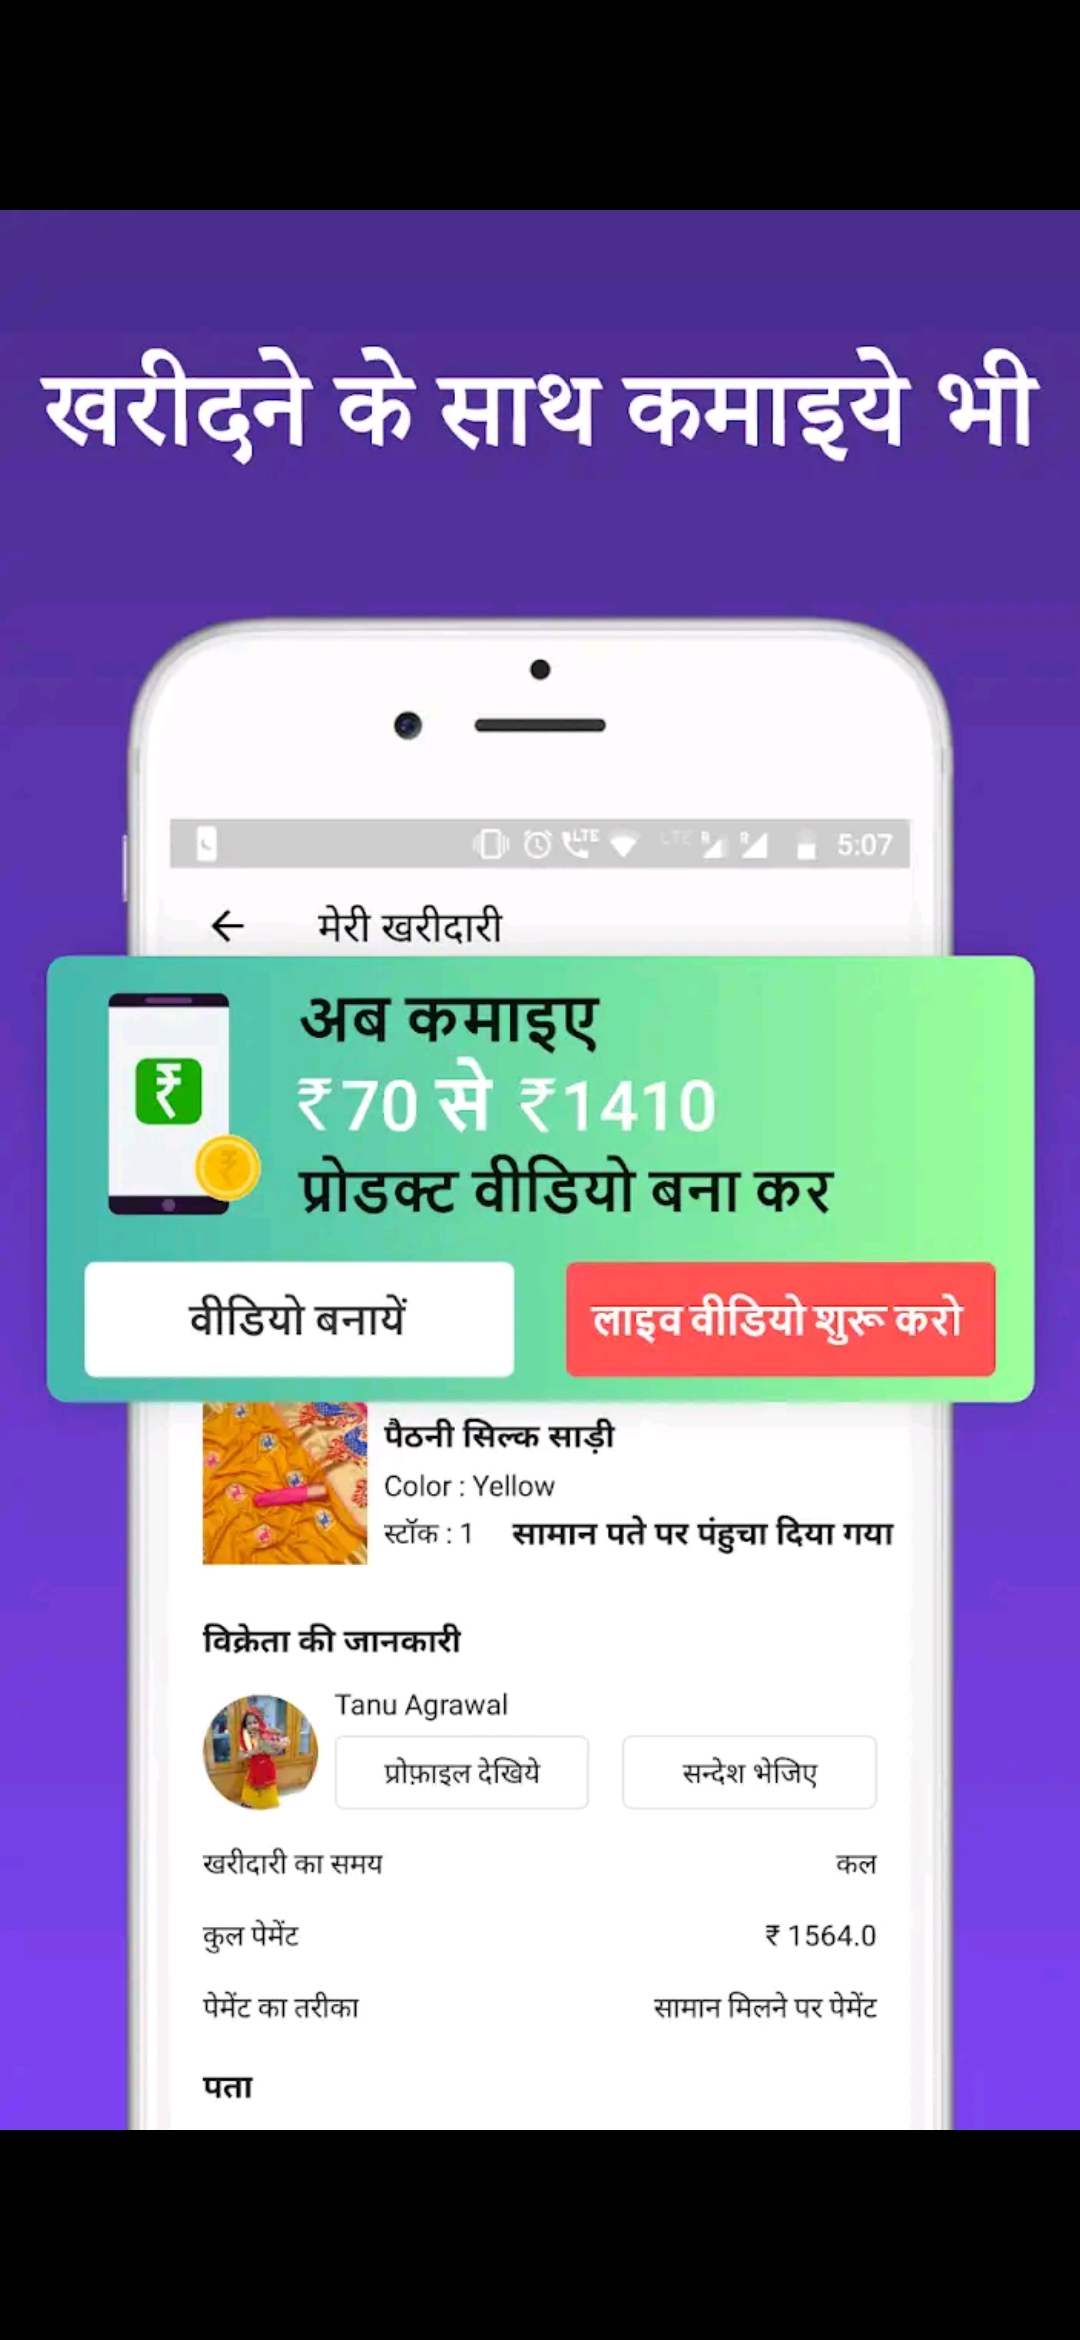 खरीदने के साथ कमाइये भी
LTE LTE R R 5:07
← मेरी खरीदारी
अब कमाइए
₹70 से ₹1410
प्रोडक्ट वीडियो बना कर
वीडियो बनायें लाइव वीडियो शुरू करो
पैठनी सिल्क साड़ी
Color : Yellow
स्टॉक : 1 सामान पते पर पंहुचा दिया गया
विक्रेता की जानकारी
Tanu Agrawal
प्रोफ़ाइल देखिये सन्देश भेजिए
खरीदारी का समय कल
कुल पेमेंट ₹ 1564.0
पेमेंट का तरीका सामान मिलने पर पेमेंट
पता